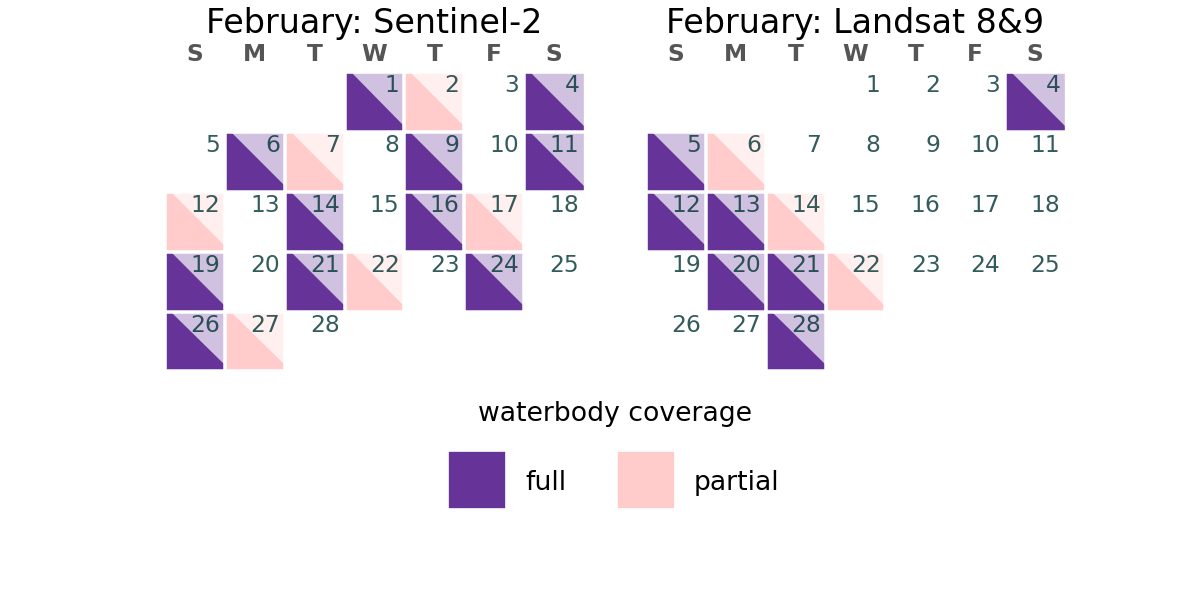 February: Sentinel-2
S M T W T F S
1 2 3 4
5 6 7 8 9 10 11
12 13 14 15 16 17 18
19 20 21 22 23 24 25
26 27 28
February: Landsat 8&9
S M T W T F S
1 2 3 4
5 6 7 8 9 10 11
12 13 14 15 16 17 18
19 20 21 22 23 24 25
26 27 28
waterbody coverage
full partial